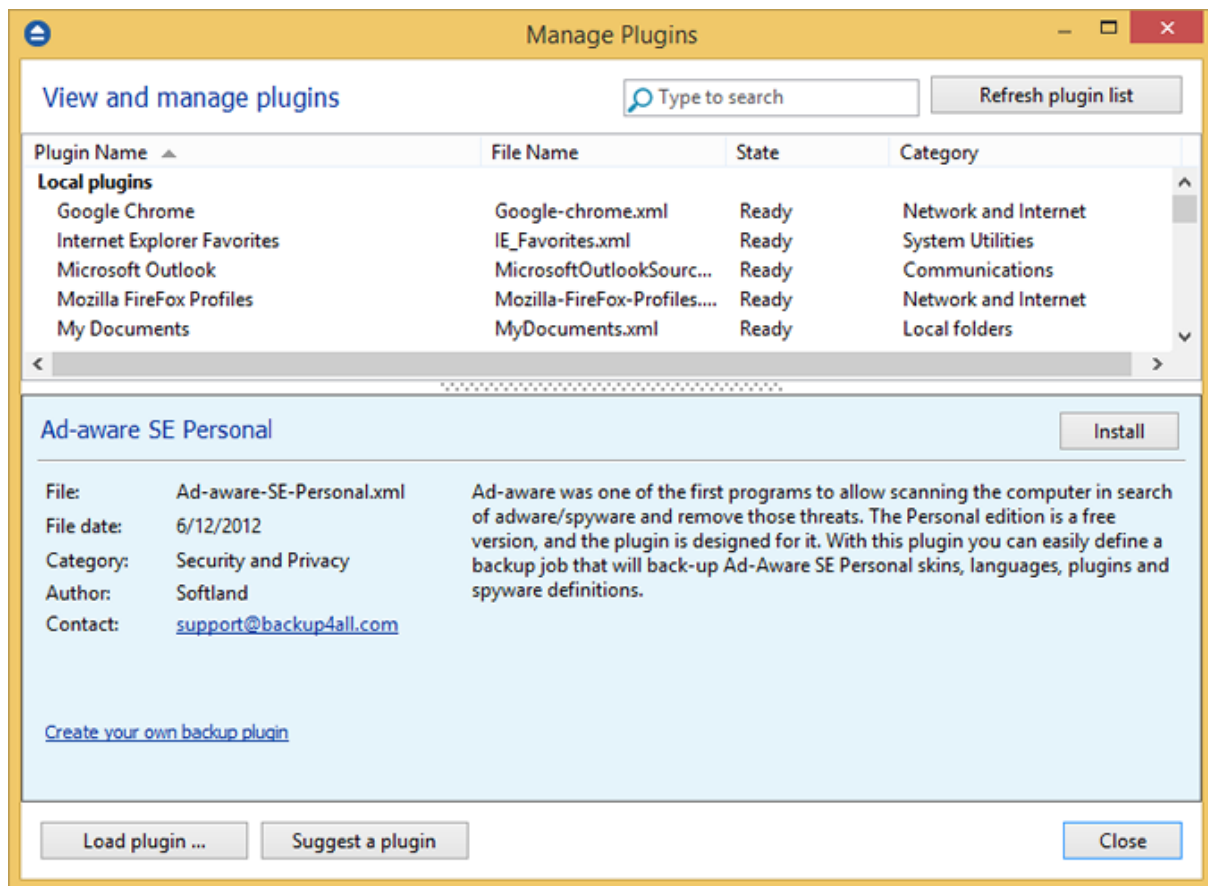 Manage Plugins
View and manage plugins
Type to search
Refresh plugin list
Plugin Name File Name State Category
Local plugins
Google Chrome Google-chrome.xml Ready Network and Internet
Internet Explorer Favorites IE_Favorites.xml Ready System Utilities
Microsoft Outlook MicrosoftOutlookSourc... Ready Communications
Mozilla FireFox Profiles Mozilla-FireFox-Profiles.... Ready Network and Internet
My Documents MyDocuments.xml Ready Local folders
Ad-aware SE Personal
Install
File: Ad-aware-SE-Personal.xml
File date: 6/12/2012
Category: Security and Privacy
Author: Softland
Contact: support@backup4all.com
Ad-aware was one of the first programs to allow scanning the computer in search
of adware/spyware and remove those threats. The Personal edition is a free
version, and the plugin is designed for it. With this plugin you can easily define a
backup job that will back-up Ad-Aware SE Personal skins, languages, plugins and
spyware definitions.
Create your own backup plugin
Load plugin ...
Suggest a plugin
Close